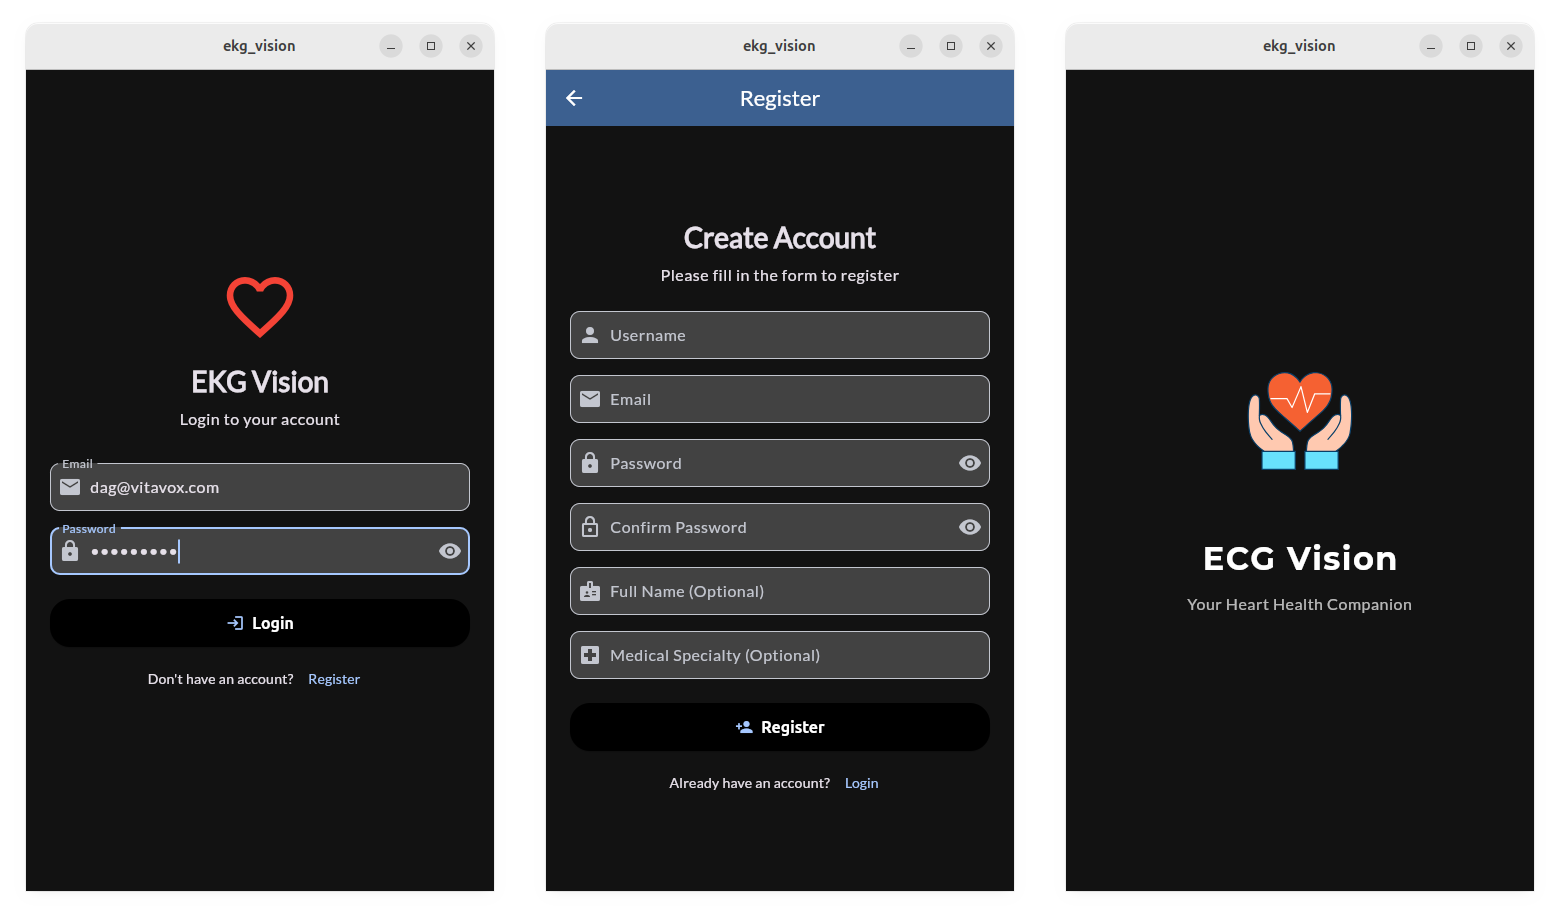 ekg_vision
EKG Vision
Login to your account
Email
dag@vitavox.com
Password
•••••••••
Login
Don't have an account? Register
ekg_vision
Register
Create Account
Please fill in the form to register
Username
Email
Password
Confirm Password
Full Name (Optional)
Medical Specialty (Optional)
Register
Already have an account? Login
ekg_vision
ECG Vision
Your Heart Health Companion